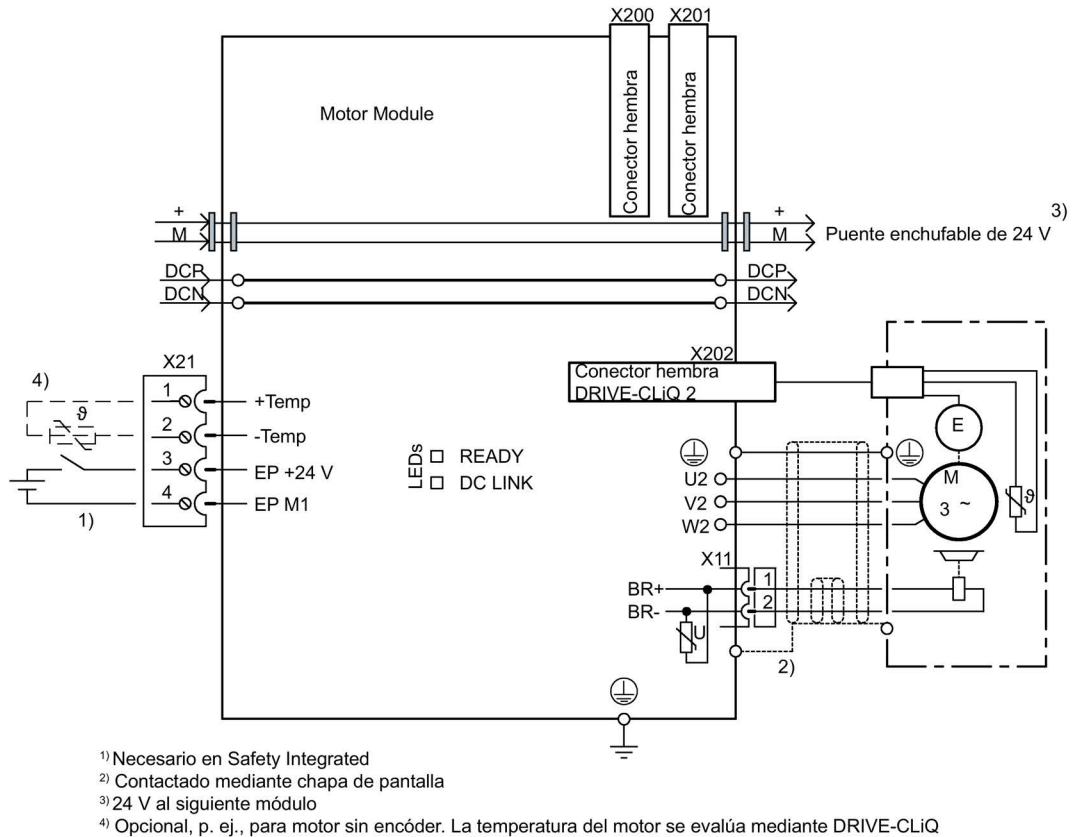 X200 X201
Conector hembra
Conector hembra
Motor Module
+ +
M M
3)
Puente enchufable de 24 V
DCP DCP
DCN DCN
X21
4)
ϑ
1 +Temp
2 -Temp
3 EP +24 V
4 EP M1
1)
LEDs
READY
DC LINK
X202
Conector hembra
DRIVE-CLiQ 2
E
U2
V2
W2
M
3 ~
ϑ
X11
BR+ 1
BR- 2
U
2)
1) Necesario en Safety Integrated
2) Contactado mediante chapa de pantalla
3) 24 V al siguiente módulo
4) Opcional, p. ej., para motor sin encóder. La temperatura del motor se evalúa mediante DRIVE-CLiQ